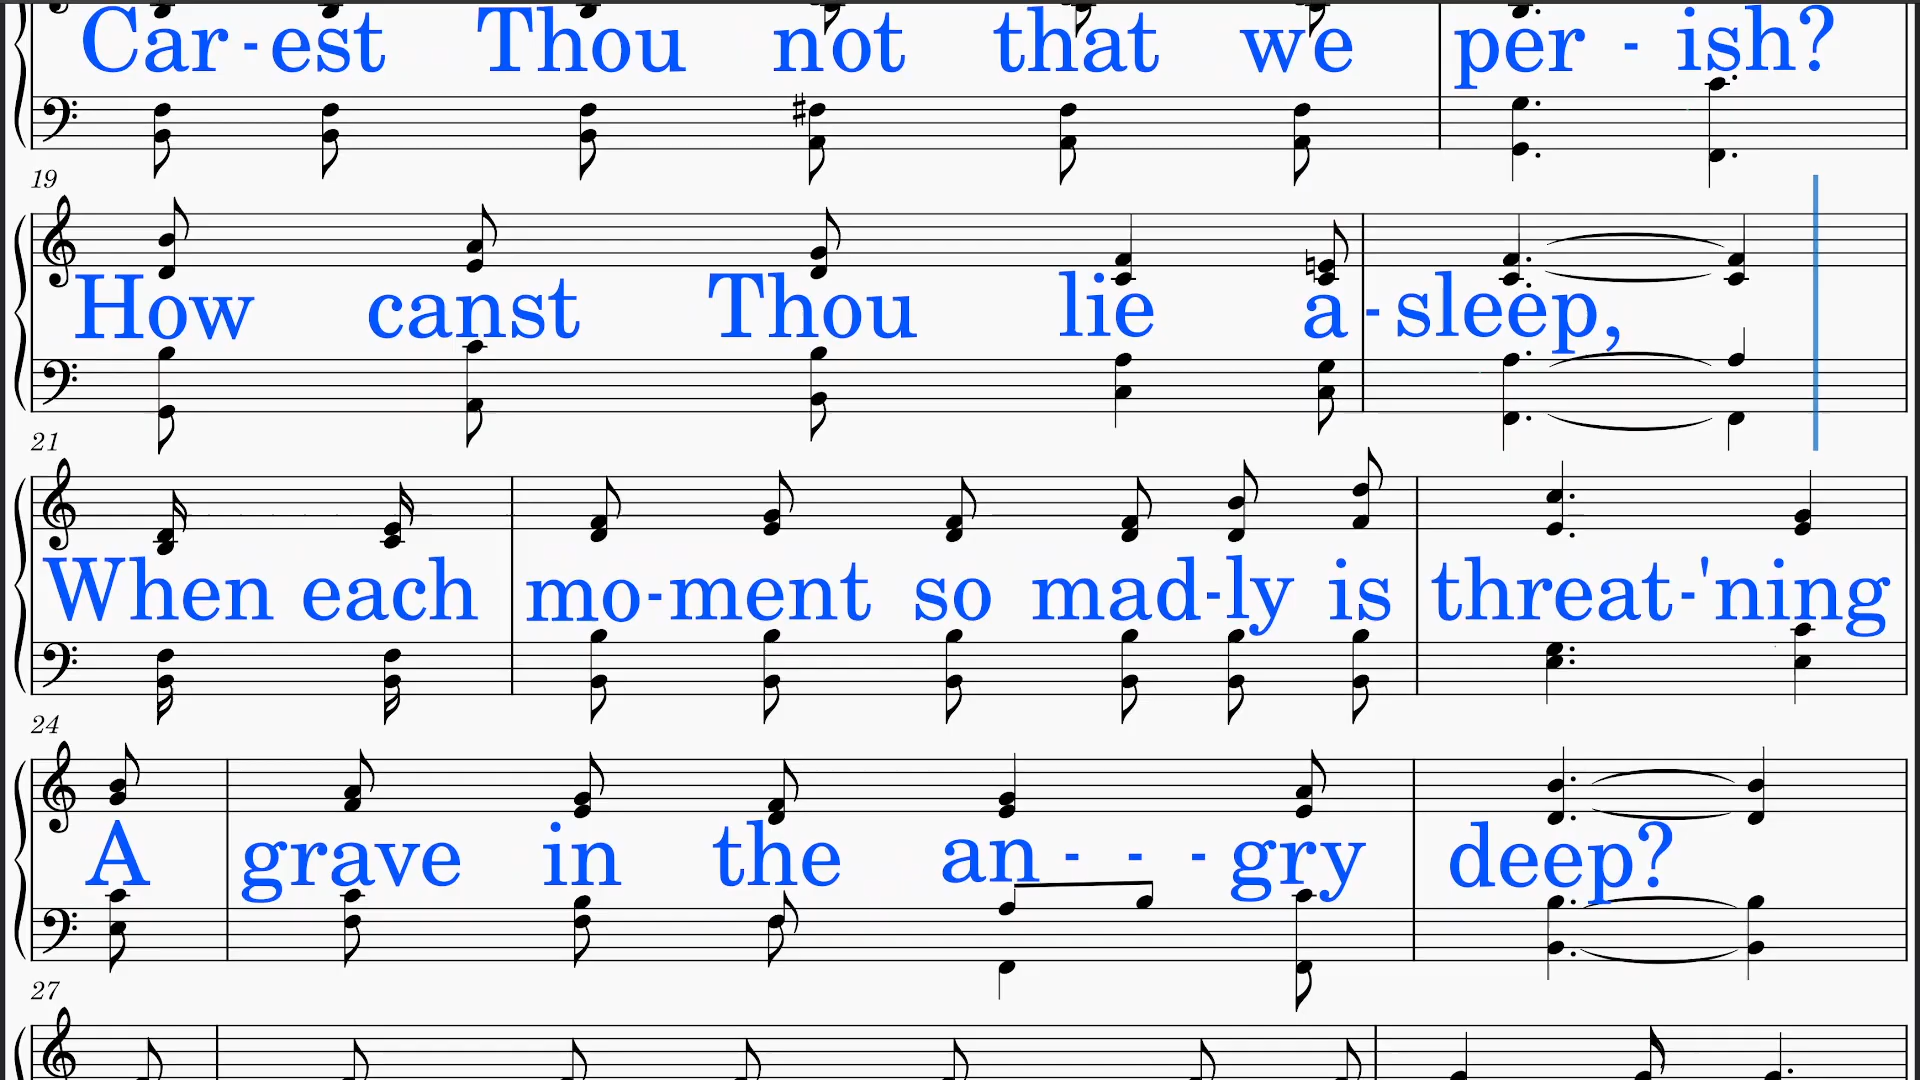 Car-est Thou not that we per - ish?
19
How canst Thou lie a-sleep,
21
When each mo-ment so mad-ly is threat-'ning
24
A grave in the an- - - gry deep?
27